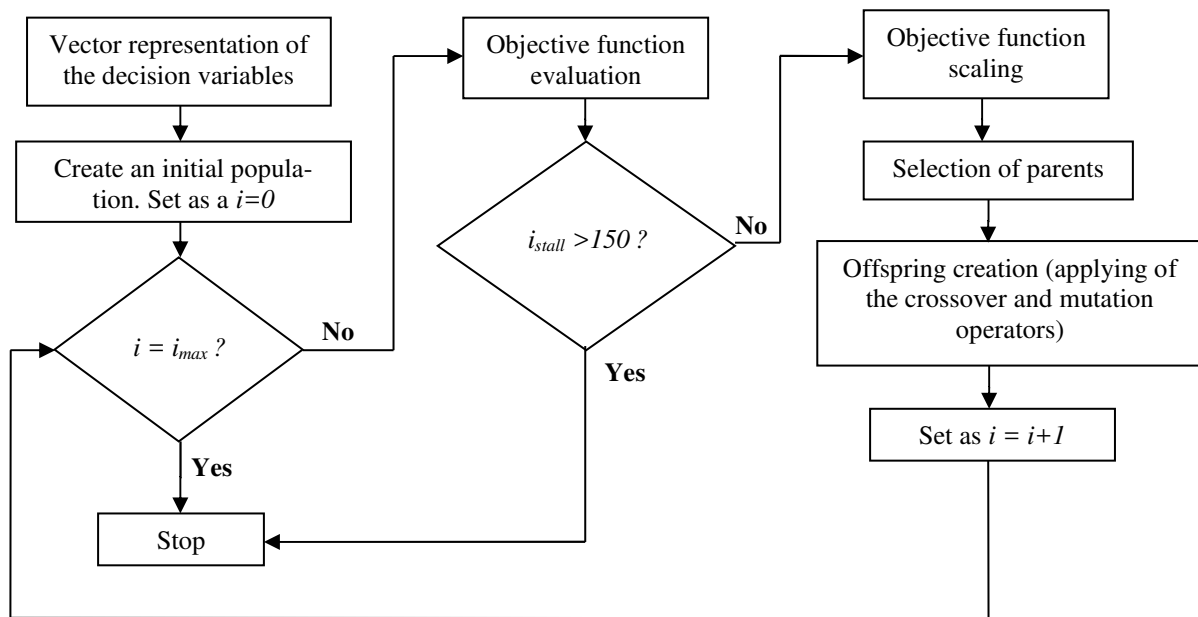 Vector representation of
the decision variables
Create an initial popula-
tion. Set as a i=0
i = imax ?
No
Yes
Stop
Objective function
evaluation
istall >150 ?
No
Yes
Objective function
scaling
Selection of parents
Offspring creation (applying of
the crossover and mutation
operators)
Set as i = i+1